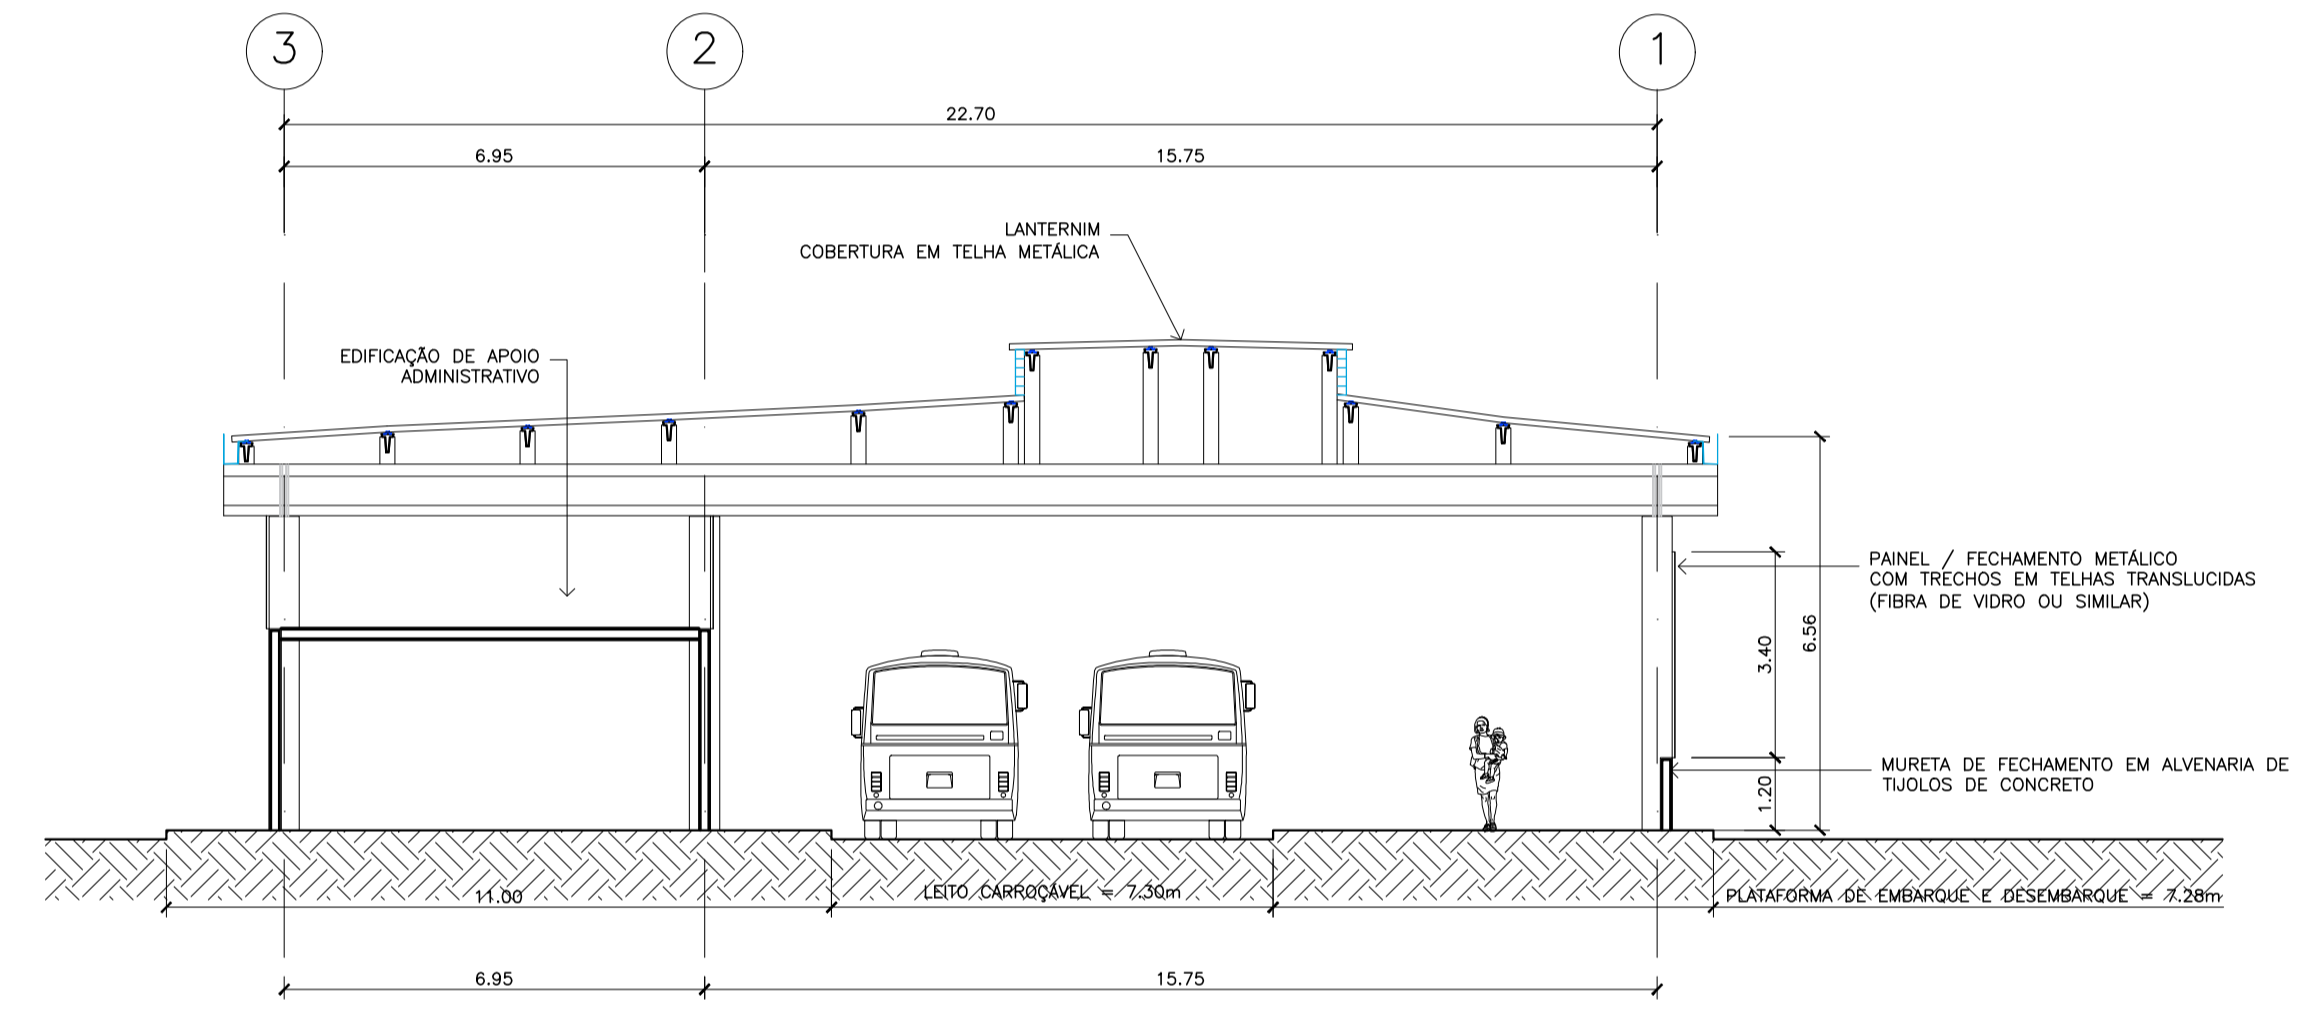 3
2
1
22.70
6.95
15.75
LANTERNIM
COBERTURA EM TELHA METÁLICA
EDIFICAÇÃO DE APOIO
ADMINISTRATIVO
PAINEL / FECHAMENTO METÁLICO
COM TRECHOS EM TELHAS TRANSLUCIDAS
(FIBRA DE VIDRO OU SIMILAR)
3.40
6.56
MURETA DE FECHAMENTO EM ALVENARIA DE
TIJOLOS DE CONCRETO
1.20
11.00
LEITO CARROÇÁVEL = 7.30m
PLATAFORMA DE EMBARQUE E DESEMBARQUE = 7.28m
6.95
15.75